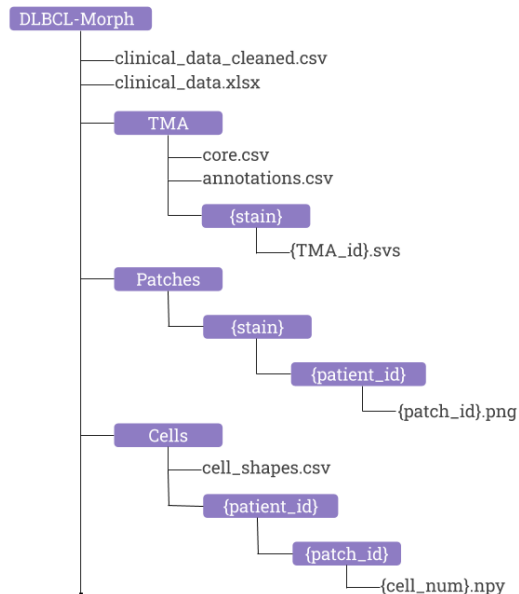 DLBCL-Morph
clinical_data_cleaned.csv
clinical_data.xlsx
TMA
core.csv
annotations.csv
{stain}
{TMA_id}.svs
Patches
{stain}
{patient_id}
{patch_id}.png
Cells
cell_shapes.csv
{patient_id}
{patch_id}
{cell_num}.npy